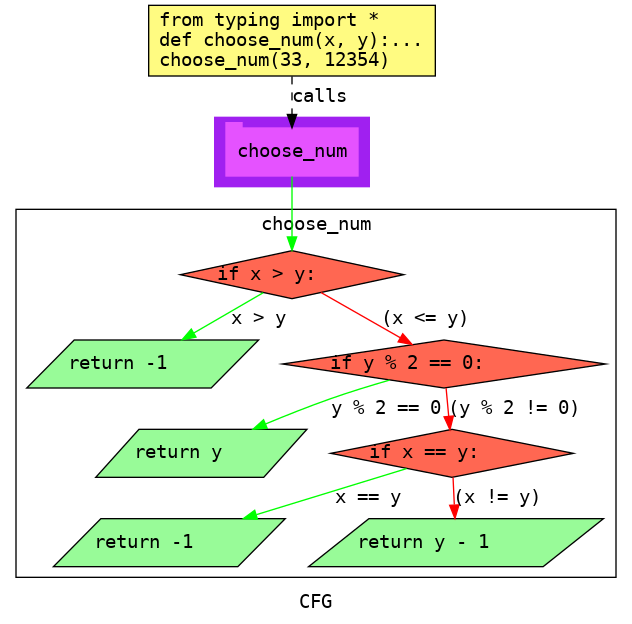 from typing import *
def choose_num(x, y):...
choose_num(33, 12354)
calls
choose_num
choose_num
if x > y:
x > y
(x <= y)
return -1
if y % 2 == 0:
y % 2 == 0
(y % 2 != 0)
return y
if x == y:
x == y
(x != y)
return -1
return y - 1
CFG